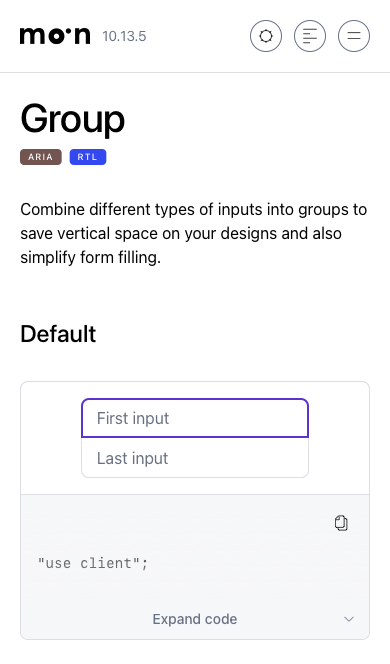 moon 10.13.5
Group
ARIA RTL
Combine different types of inputs into groups to
save vertical space on your designs and also
simplify form filling.
Default
First input
Last input
"use client";
Expand code